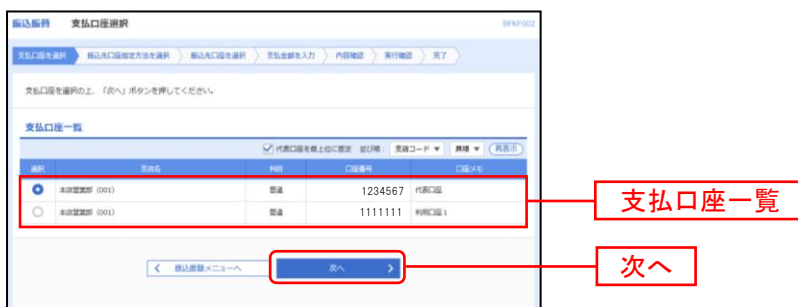 振込振替 支払口座選択 BFKF002
支払口座を選択 振込先口座指定方法を選択 振込先口座を選択 支払金額を入力 内容確認 実行確認 完了
支払口座を選択の上、「次へ」ボタンを押してください。
支払口座一覧
代表口座を最上位に固定 並び順： 支店コード 昇順 再表示
選択 支店名 科目 口座番号 口座メモ
本店営業部 (001) 普通 1234567 代表口座
本店営業部 (001) 普通 1111111 利用口座1
支払口座一覧
振込振替メニューへ 次へ
次へ